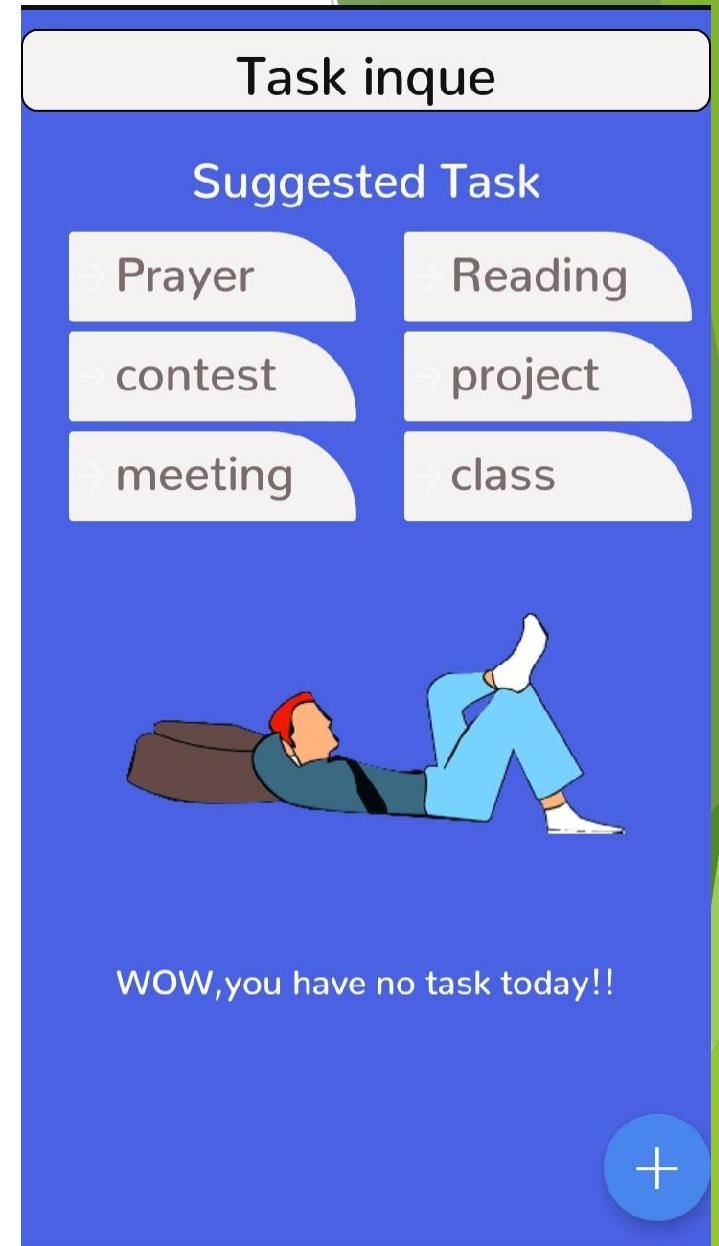 Task inque
Suggested Task
Prayer
Reading
contest
project
meeting
class
WOW,you have no task today!!